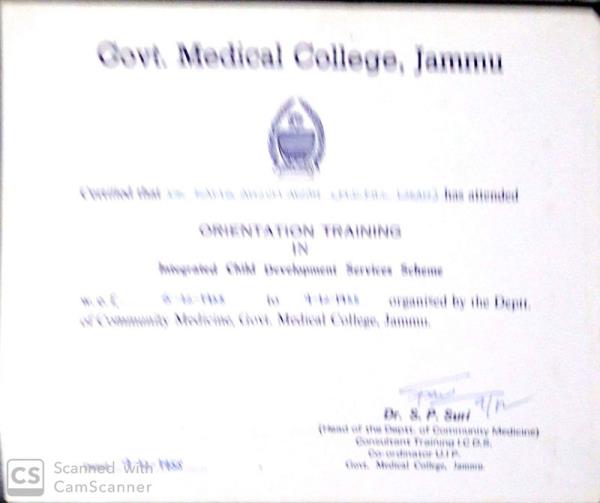 Govt. Medical College, Jammu
Certified that has attended
ORIENTATION TRAINING
IN
Integrated Child Development Services Scheme
w.e.f. to organised by the Deptt.
of Community Medicine, Govt. Medical College, Jammu.
Dr. S. P. Suri
(Head of the Deptt. of Community Medicine)
Consultant Training I.C.D.S.
Co-ordinator U.I.P.
Govt. Medical College, Jammu.
CS Scanned with
CamScanner